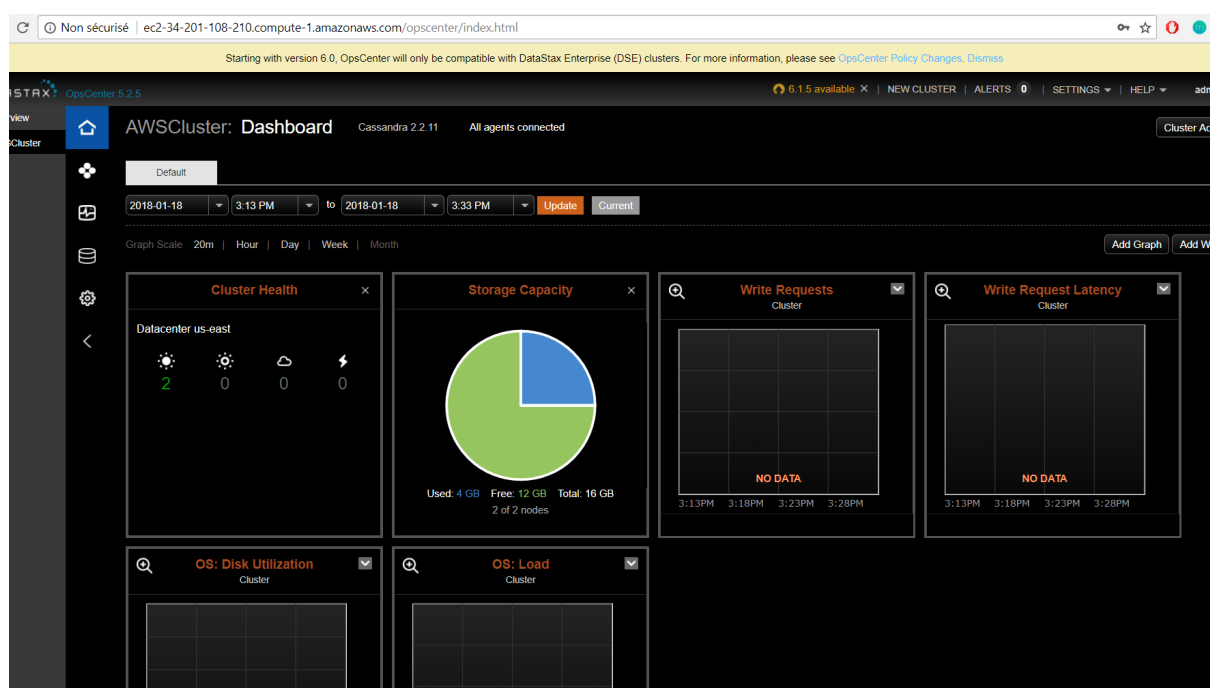 Non sécurisé | ec2-34-201-108-210.compute-1.amazonaws.com/opscenter/index.html
Starting with version 6.0, OpsCenter will only be compatible with DataStax Enterprise (DSE) clusters. For more information, please see OpsCenter Policy Changes. Dismiss
ASTAX OpsCenter 5.2.5
6.1.5 available × | NEW CLUSTER | ALERTS 0 | SETTINGS | HELP adm
rview
SCluster
AWSCluster: Dashboard Cassandra 2.2.11 All agents connected
Cluster Ac
Default
2018-01-18 3:13 PM to 2018-01-18 3:33 PM Update Current
Graph Scale 20m | Hour | Day | Week | Month
Add Graph Add W
Cluster Health ×
Datacenter us-east
2 0 0 0
Storage Capacity ×
Used: 4 GB Free: 12 GB Total: 16 GB
2 of 2 nodes
Write Requests
Cluster
NO DATA
3:13PM 3:18PM 3:23PM 3:28PM
Write Request Latency
Cluster
NO DATA
3:13PM 3:18PM 3:23PM 3:28PM
OS: Disk Utilization
Cluster
OS: Load
Cluster